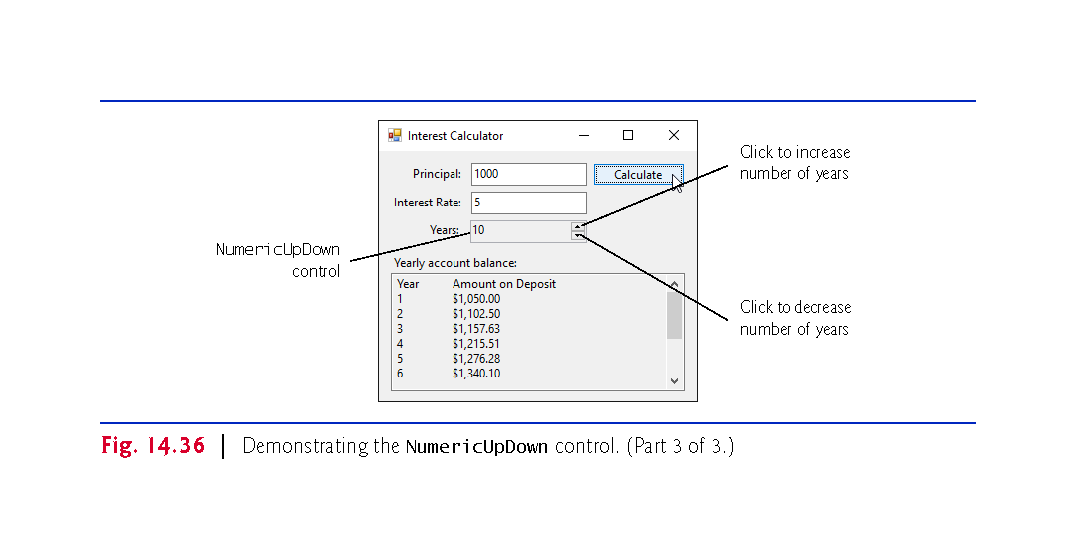 Interest Calculator
Principal: 1000 Calculate
Interest Rate: 5
Years: 10
Yearly account balance:
Year Amount on Deposit
1 $1,050.00
2 $1,102.50
3 $1,157.63
4 $1,215.51
5 $1,276.28
6 $1,340.10
NumericUpDown
control
Click to increase
number of years
Click to decrease
number of years
Fig. 14.36 | Demonstrating the NumericUpDown control. (Part 3 of 3.)